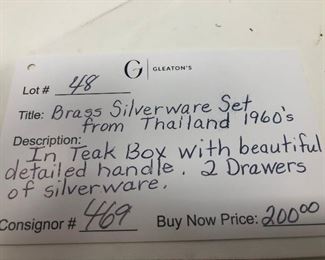 G | GLEATON'S
Lot # 48
Title: Brass Silverware Set
from Thailand 1960's
Description:
In Teak Box with beautiful
detailed handle. 2 Drawers
of silverware.
Consignor # 469 Buy Now Price: 200.00